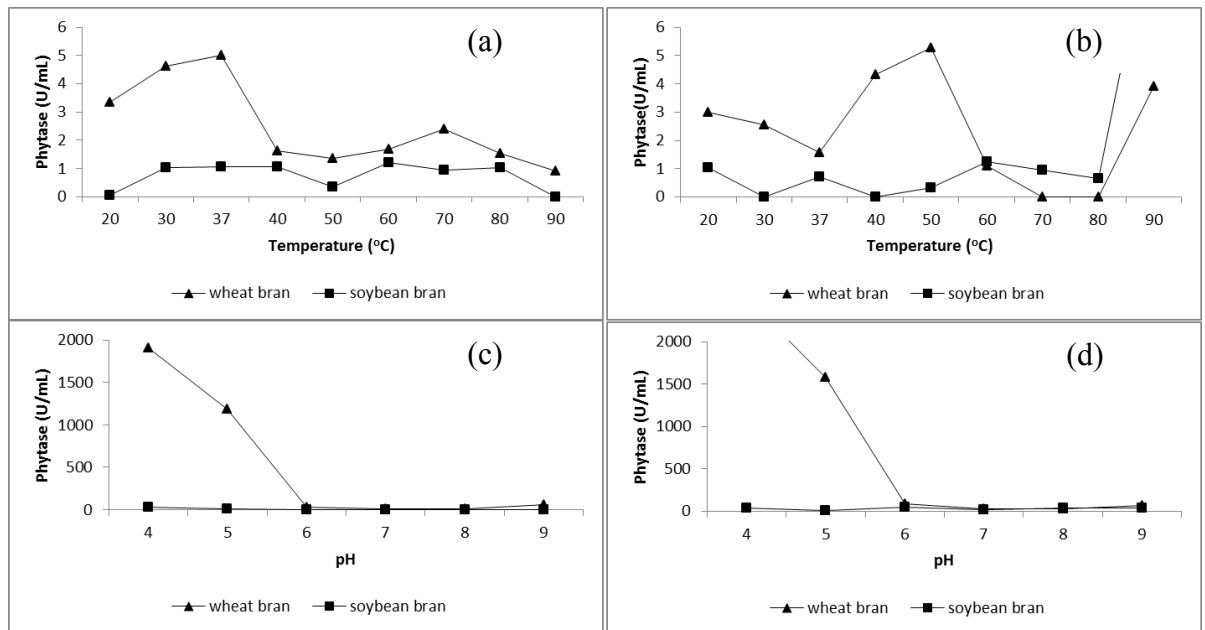 (a)
Phytase (U/mL)
6
5
4
3
2
1
0
20 30 37 40 50 60 70 80 90
Temperature (°C)
wheat bran soybean bran
(b)
Phytase(U/mL)
6
5
4
3
2
1
0
20 30 37 40 50 60 70 80 90
Temperature (°C)
wheat bran soybean bran
(c)
Phytase (U/mL)
2000
1500
1000
500
0
4 5 6 7 8 9
pH
wheat bran soybean bran
(d)
Phytase (U/mL)
2000
1500
1000
500
0
4 5 6 7 8 9
pH
wheat bran soybean bran